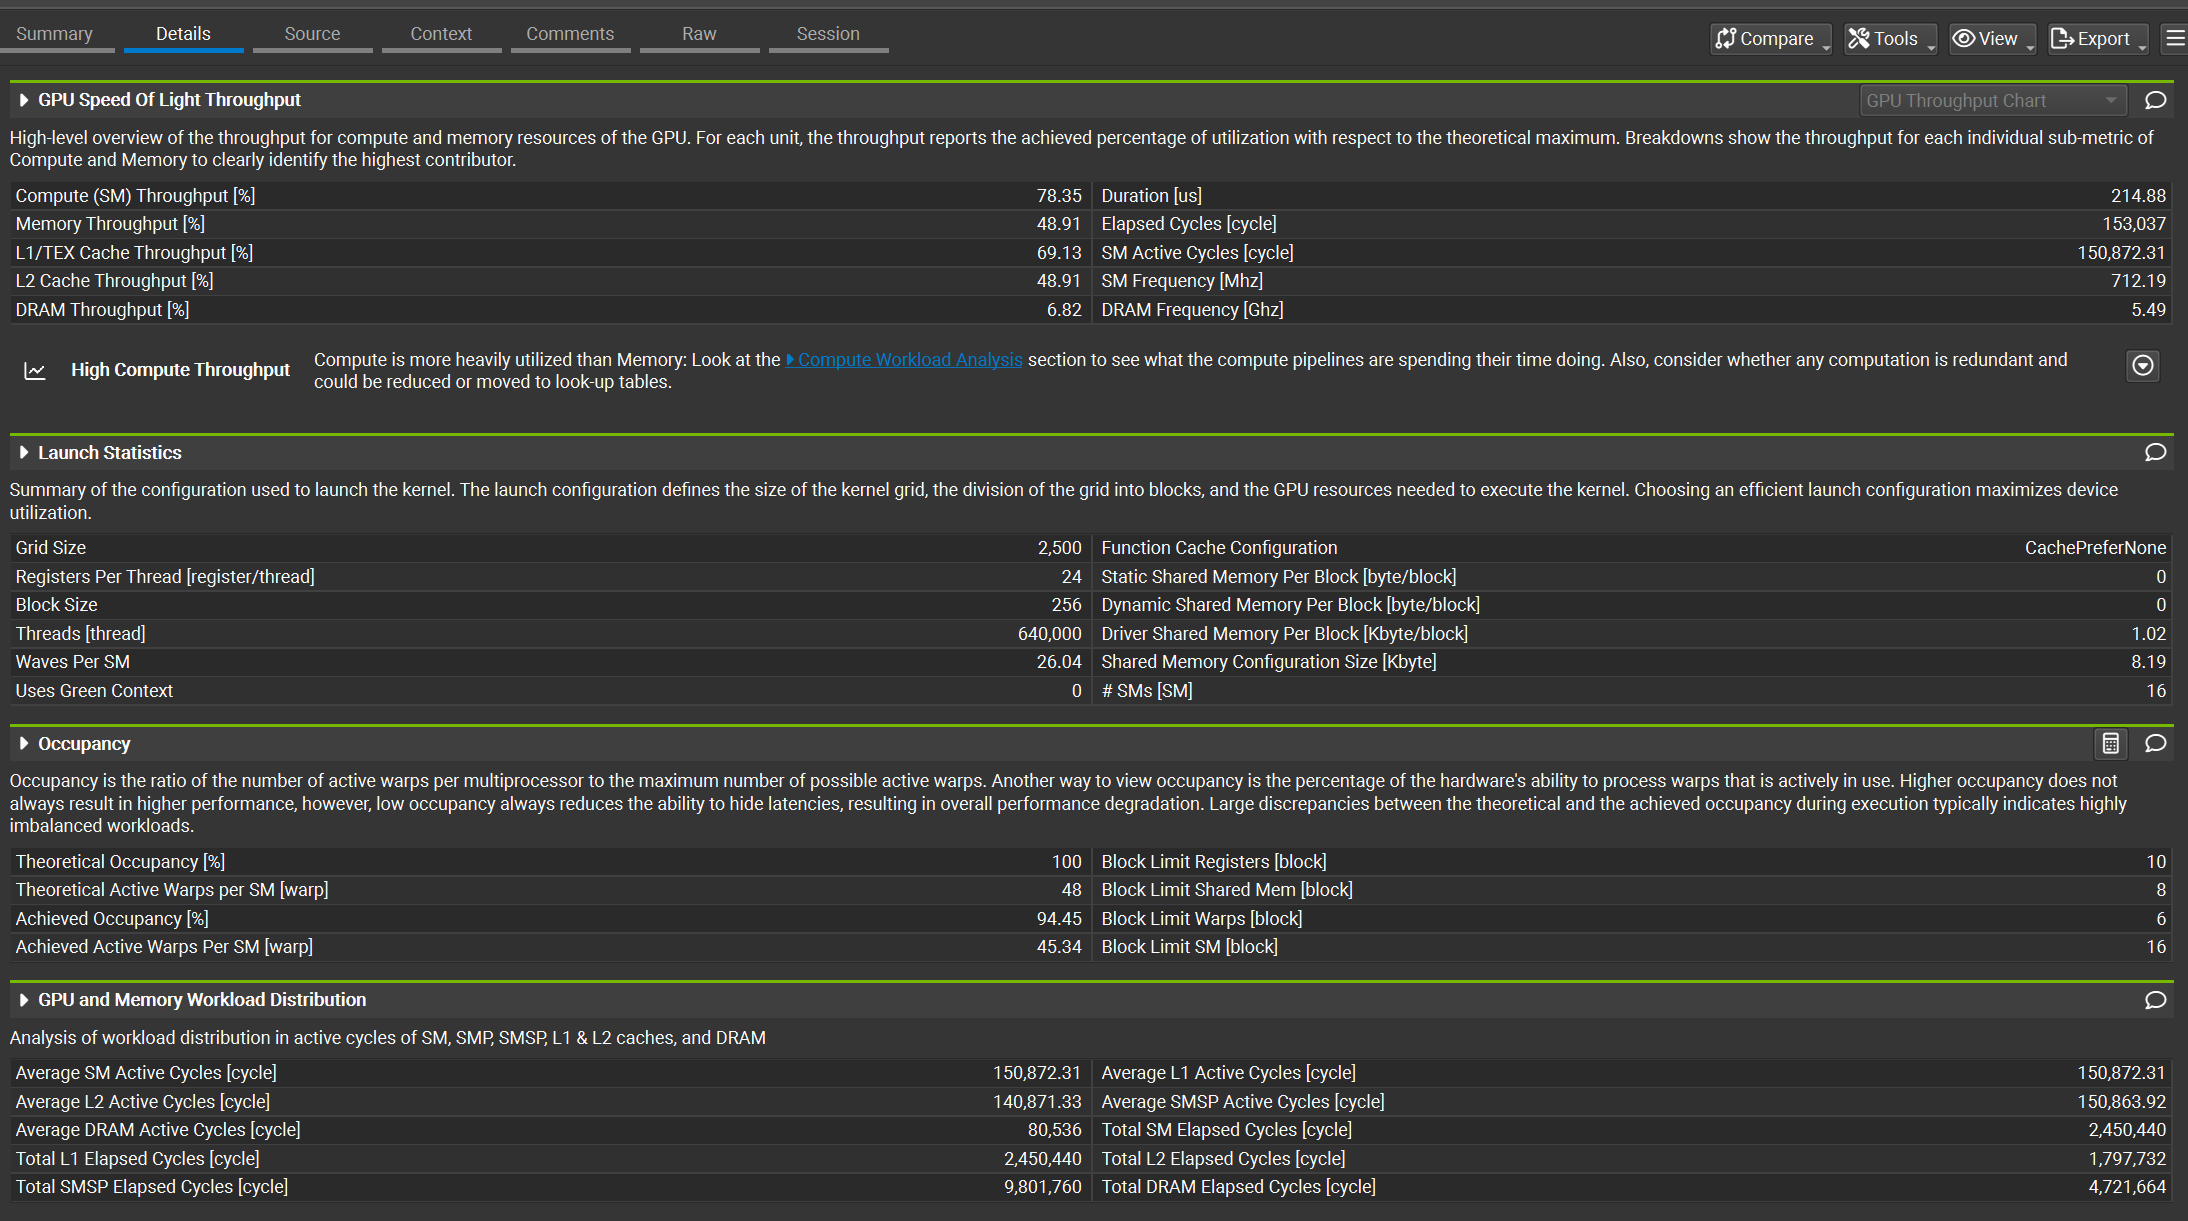 Summary Details Source Context Comments Raw Session Compare Tools View Export
GPU Speed Of Light Throughput GPU Throughput Chart
High-level overview of the throughput for compute and memory resources of the GPU. For each unit, the throughput reports the achieved percentage of utilization with respect to the theoretical maximum. Breakdowns show the throughput for each individual sub-metric of
Compute and Memory to clearly identify the highest contributor.
Compute (SM) Throughput [%] 78.35 Duration [us] 214.88
Memory Throughput [%] 48.91 Elapsed Cycles [cycle] 153,037
L1/TEX Cache Throughput [%] 69.13 SM Active Cycles [cycle] 150,872.31
L2 Cache Throughput [%] 48.91 SM Frequency [Mhz] 712.19
DRAM Throughput [%] 6.82 DRAM Frequency [Ghz] 5.49
High Compute Throughput Compute is more heavily utilized than Memory: Look at the Compute Workload Analysis section to see what the compute pipelines are spending their time doing. Also, consider whether any computation is redundant and
could be reduced or moved to look-up tables.
Launch Statistics
Summary of the configuration used to launch the kernel. The launch configuration defines the size of the kernel grid, the division of the grid into blocks, and the GPU resources needed to execute the kernel. Choosing an efficient launch configuration maximizes device
utilization.
Grid Size 2,500 Function Cache Configuration CachePreferNone
Registers Per Thread [register/thread] 24 Static Shared Memory Per Block [byte/block] 0
Block Size 256 Dynamic Shared Memory Per Block [byte/block] 0
Threads [thread] 640,000 Driver Shared Memory Per Block [Kbyte/block] 1.02
Waves Per SM 26.04 Shared Memory Configuration Size [Kbyte] 8.19
Uses Green Context 0 # SMs [SM] 16
Occupancy
Occupancy is the ratio of the number of active warps per multiprocessor to the maximum number of possible active warps. Another way to view occupancy is the percentage of the hardware's ability to process warps that is actively in use. Higher occupancy does not
always result in higher performance, however, low occupancy always reduces the ability to hide latencies, resulting in overall performance degradation. Large discrepancies between the theoretical and the achieved occupancy during execution typically indicates highly
imbalanced workloads.
Theoretical Occupancy [%] 100 Block Limit Registers [block] 10
Theoretical Active Warps per SM [warp] 48 Block Limit Shared Mem [block] 8
Achieved Occupancy [%] 94.45 Block Limit Warps [block] 6
Achieved Active Warps Per SM [warp] 45.34 Block Limit SM [block] 16
GPU and Memory Workload Distribution
Analysis of workload distribution in active cycles of SM, SMP, SMSP, L1 & L2 caches, and DRAM
Average SM Active Cycles [cycle] 150,872.31 Average L1 Active Cycles [cycle] 150,872.31
Average L2 Active Cycles [cycle] 140,871.33 Average SMSP Active Cycles [cycle] 150,863.92
Average DRAM Active Cycles [cycle] 80,536 Total SM Elapsed Cycles [cycle] 2,450,440
Total L1 Elapsed Cycles [cycle] 2,450,440 Total L2 Elapsed Cycles [cycle] 1,797,732
Total SMSP Elapsed Cycles [cycle] 9,801,760 Total DRAM Elapsed Cycles [cycle] 4,721,664